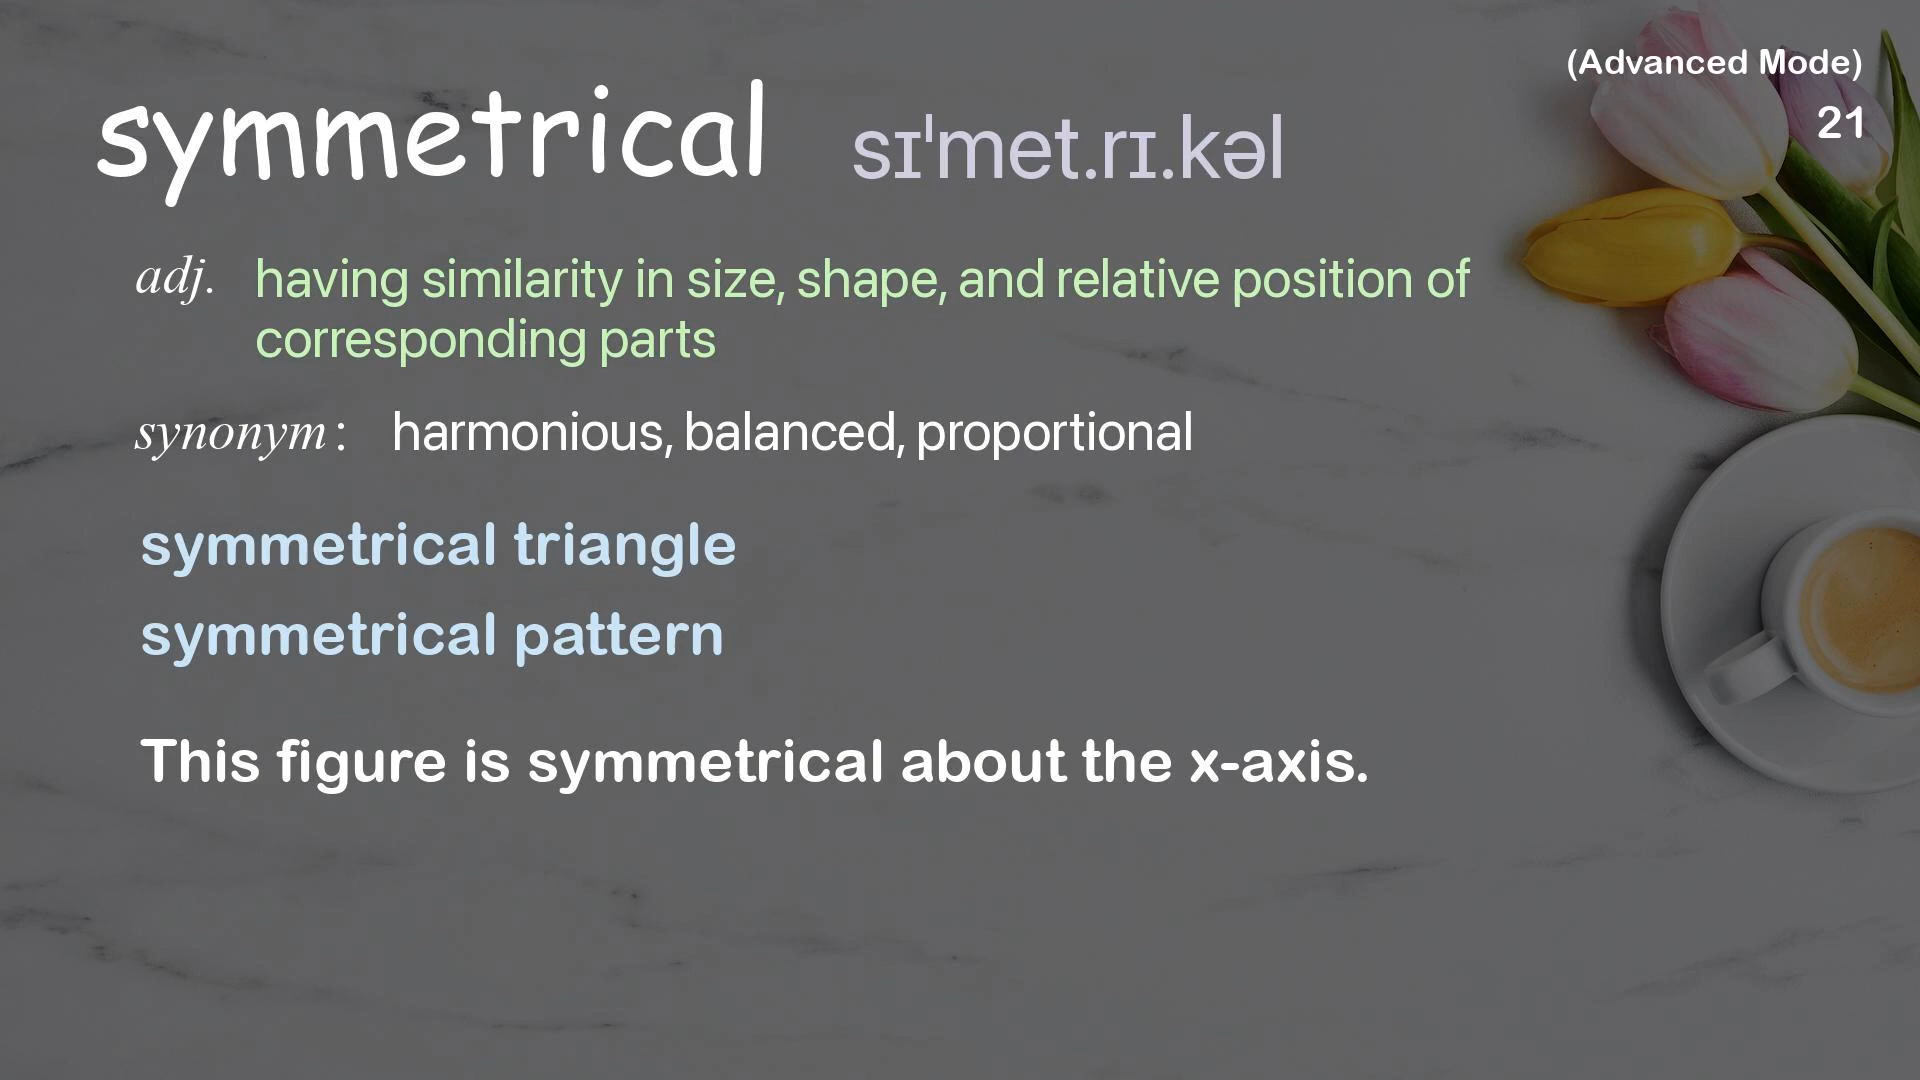 (Advanced Mode)
21
symmetrical sɪˈmet.rɪ.kəl
adj. having similarity in size, shape, and relative position of
corresponding parts
synonym: harmonious, balanced, proportional
symmetrical triangle
symmetrical pattern
This figure is symmetrical about the x-axis.